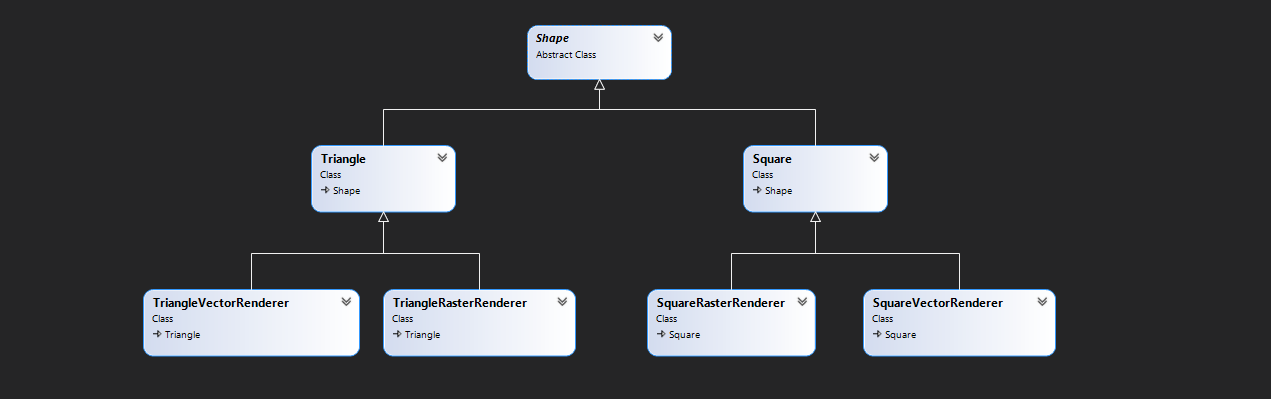 Shape
Abstract Class
Triangle
Class
Shape
Square
Class
Shape
TriangleVectorRenderer
Class
Triangle
TriangleRasterRenderer
Class
Triangle
SquareRasterRenderer
Class
Square
SquareVectorRenderer
Class
Square